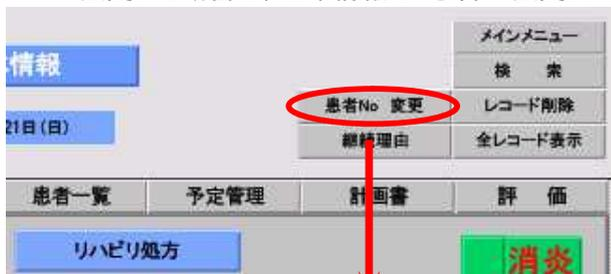 メインメニュー
情報
検 索
患者No 変更
レコード削除
21日(日)
継続理由
全レコード表示
患者一覧 予定管理 計画書 評 価
リハビリ処方
消炎